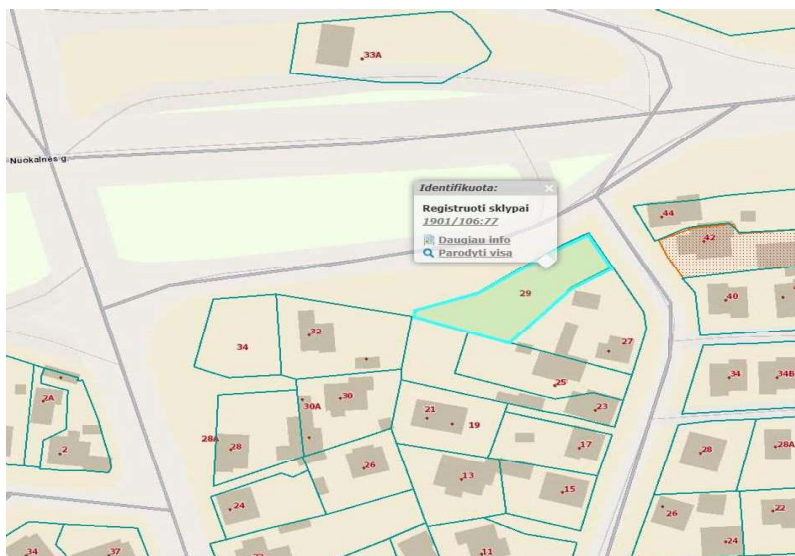 33A
Nuokalnės g.
Identifikuota:
Registruoti sklypai
1901/106:77
Daugiau info
Parodyti visa
44
42
29
40
34
32
27
2A
25
34
34B
30
30A
21
19
23
28A
28
17
28
28A
2
26
13
15
24
26
22
24
34
37
11